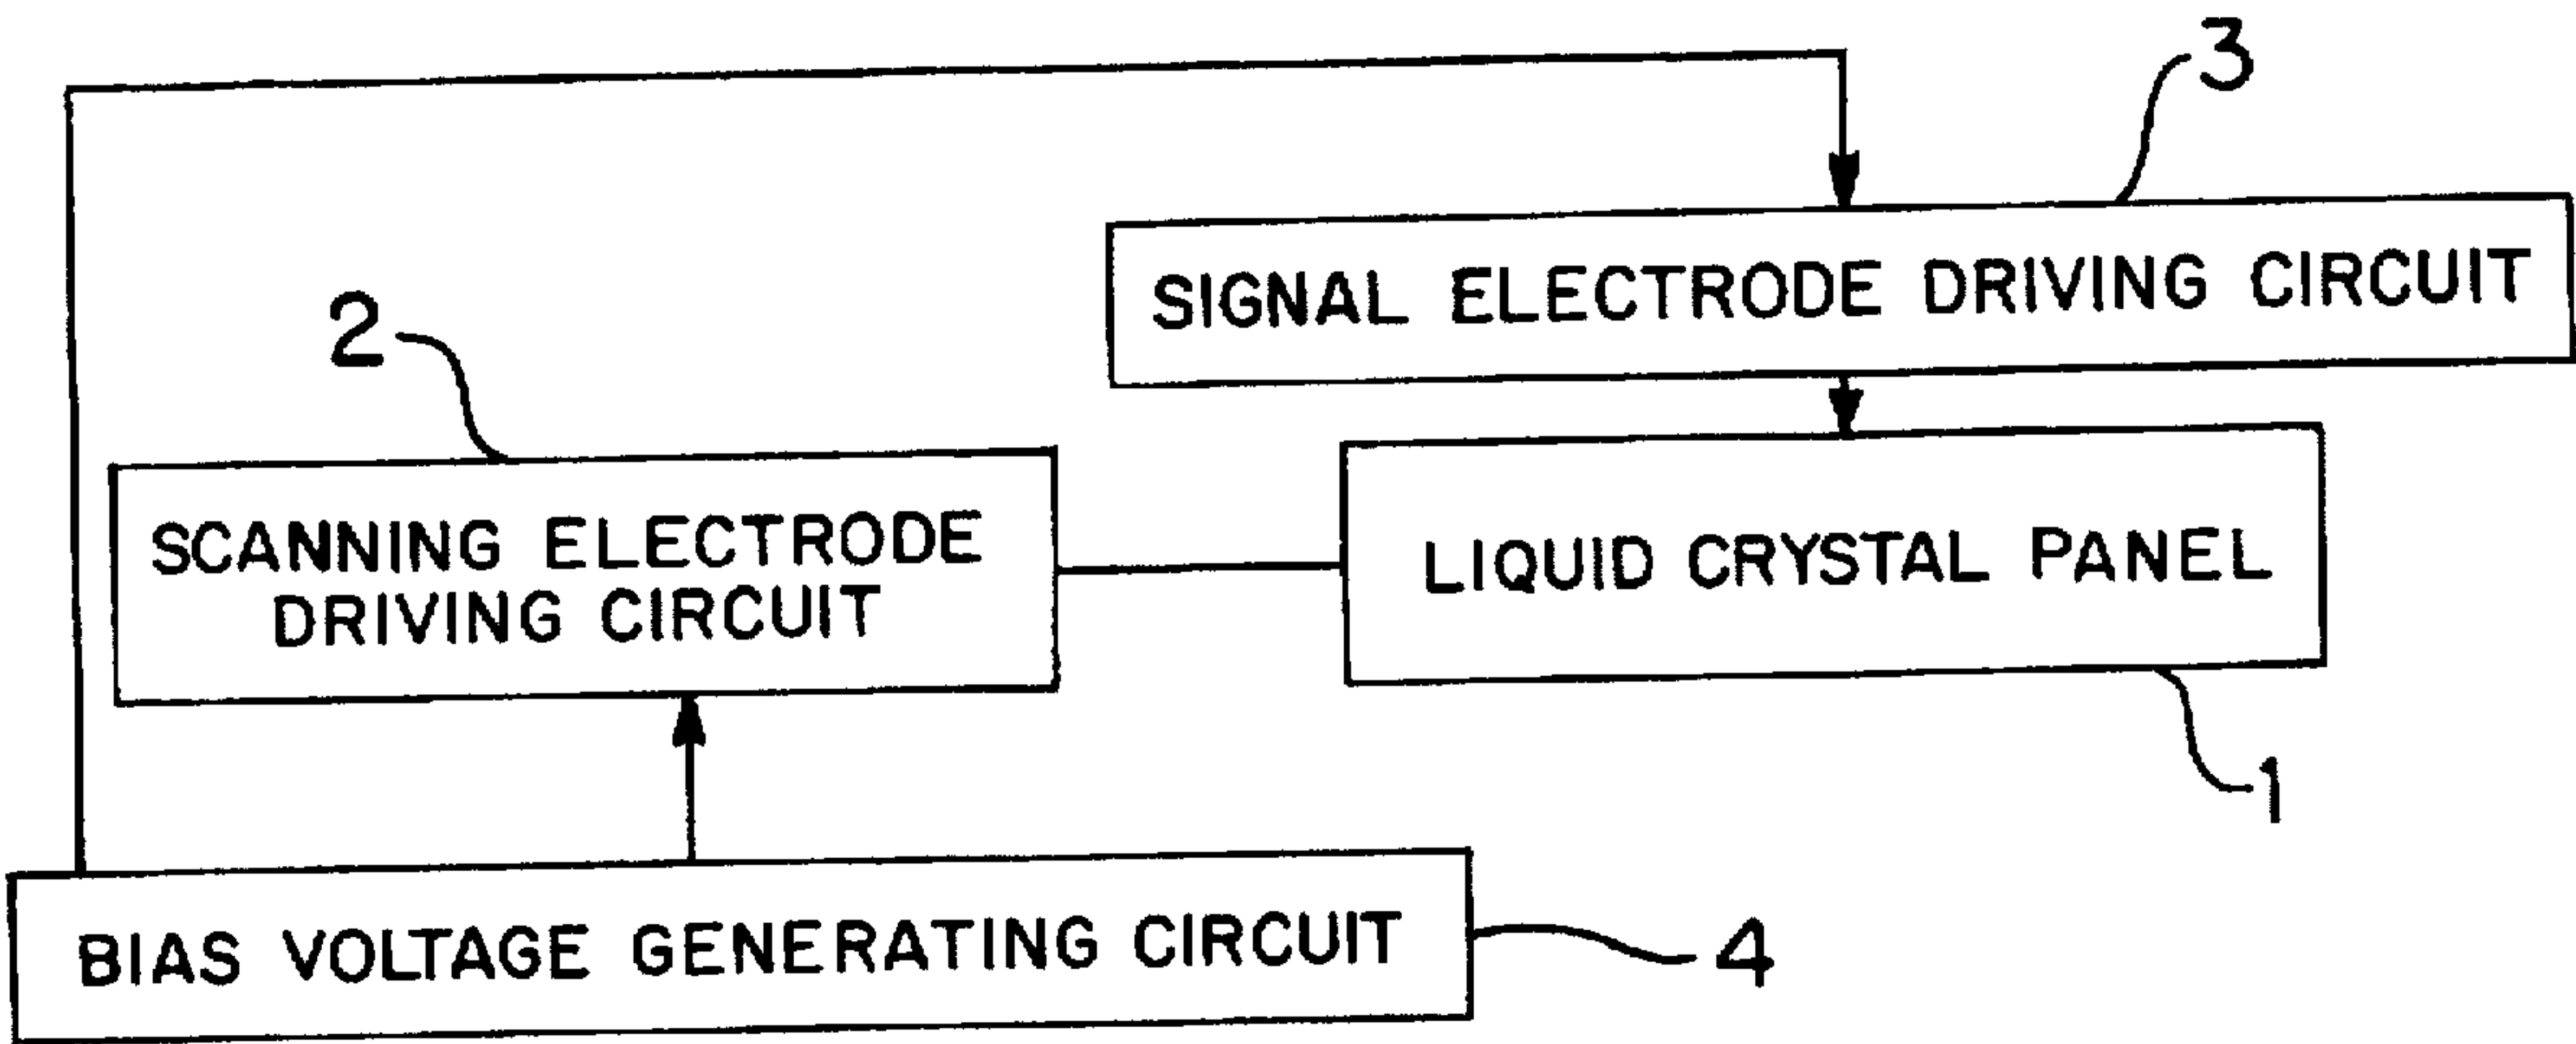 3
SIGNAL ELECTRODE DRIVING CIRCUIT
2
SCANNING ELECTRODE
DRIVING CIRCUIT
LIQUID CRYSTAL PANEL
1
BIAS VOLTAGE GENERATING CIRCUIT
4